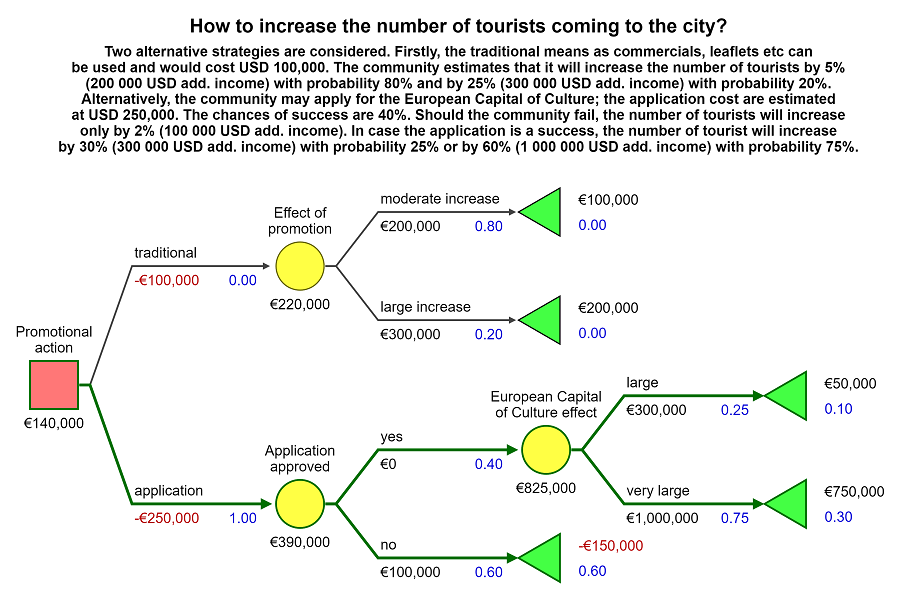 How to increase the number of tourists coming to the city?
Two alternative strategies are considered. Firstly, the traditional means as commercials, leaflets etc can
be used and would cost USD 100,000. The community estimates that it will increase the number of tourists by 5%
(200 000 USD add. income) with probability 80% and by 25% (300 000 USD add. income) with probability 20%.
Alternatively, the community may apply for the European Capital of Culture; the application cost are estimated
at USD 250,000. The chances of success are 40%. Should the community fail, the number of tourists will increase
only by 2% (100 000 USD add. income). In case the application is a success, the number of tourist will increase
by 30% (300 000 USD add. income) with probability 25% or by 60% (1 000 000 USD add. income) with probability 75%.
Promotional
action
€140,000
traditional
-€100,000 0.00
Effect of
promotion
€220,000
moderate increase
€200,000 0.80
€100,000
0.00
large increase
€300,000 0.20
€200,000
0.00
application
-€250,000 1.00
Application
approved
€390,000
yes
€0 0.40
European Capital
of Culture effect
€825,000
large
€300,000 0.25
€50,000
0.10
very large
€1,000,000 0.75
€750,000
0.30
no
€100,000 0.60
-€150,000
0.60